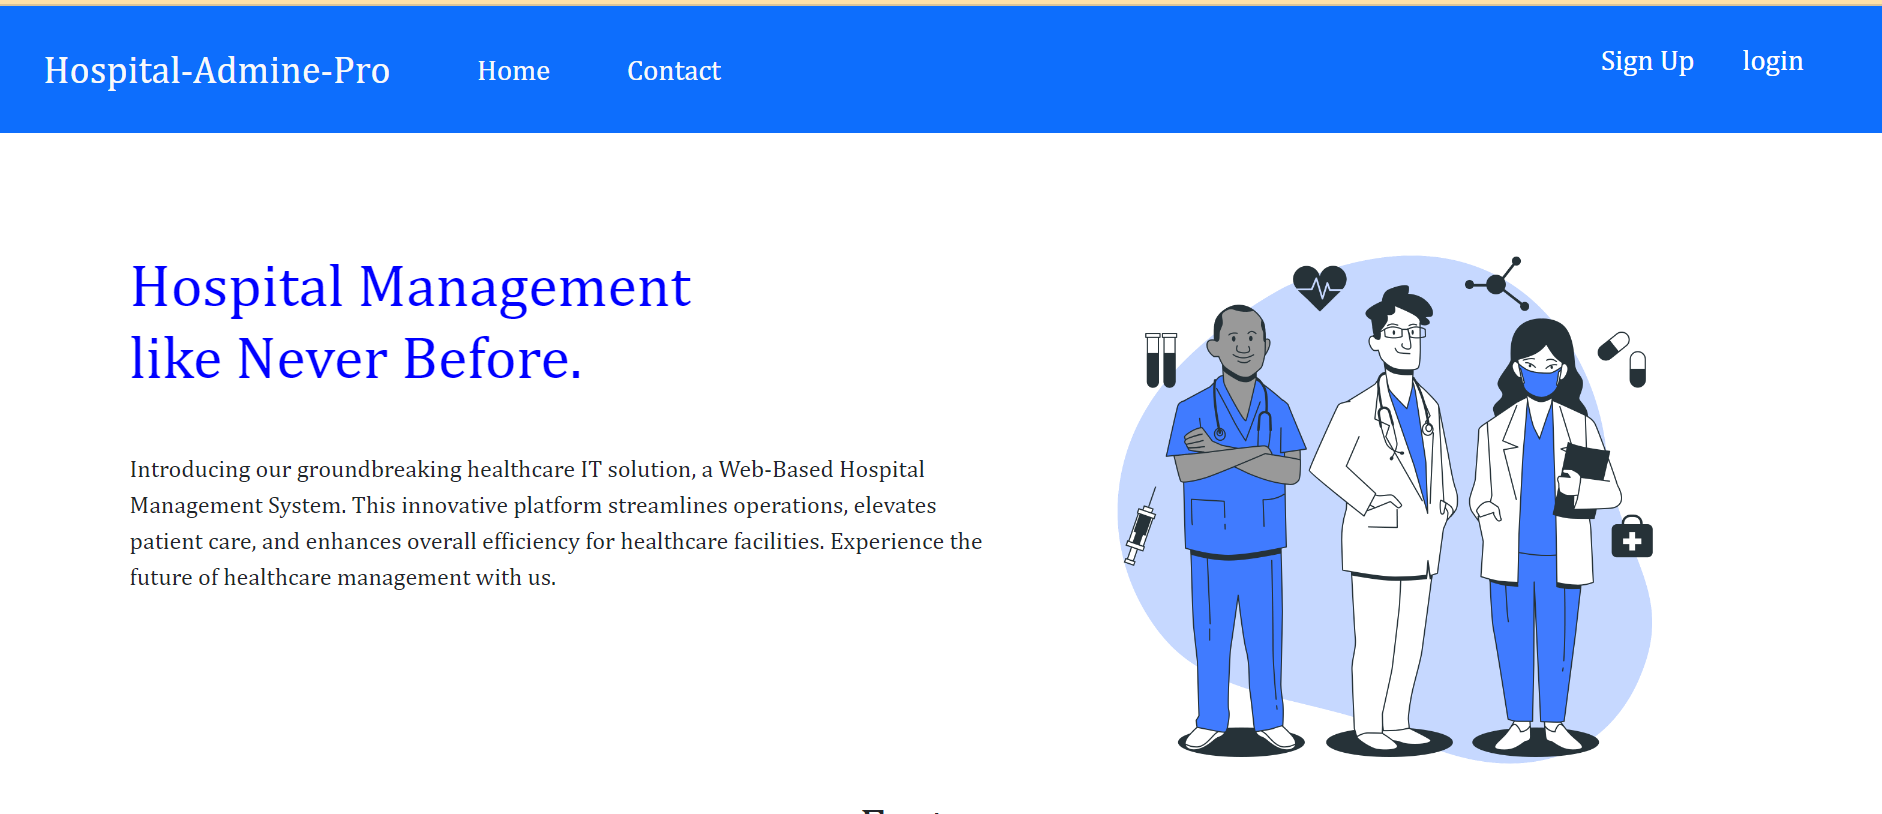 Hospital-Admine-Pro Home Contact Sign Up login
Hospital Management
like Never Before.
Introducing our groundbreaking healthcare IT solution, a Web-Based Hospital
Management System. This innovative platform streamlines operations, elevates
patient care, and enhances overall efficiency for healthcare facilities. Experience the
future of healthcare management with us.